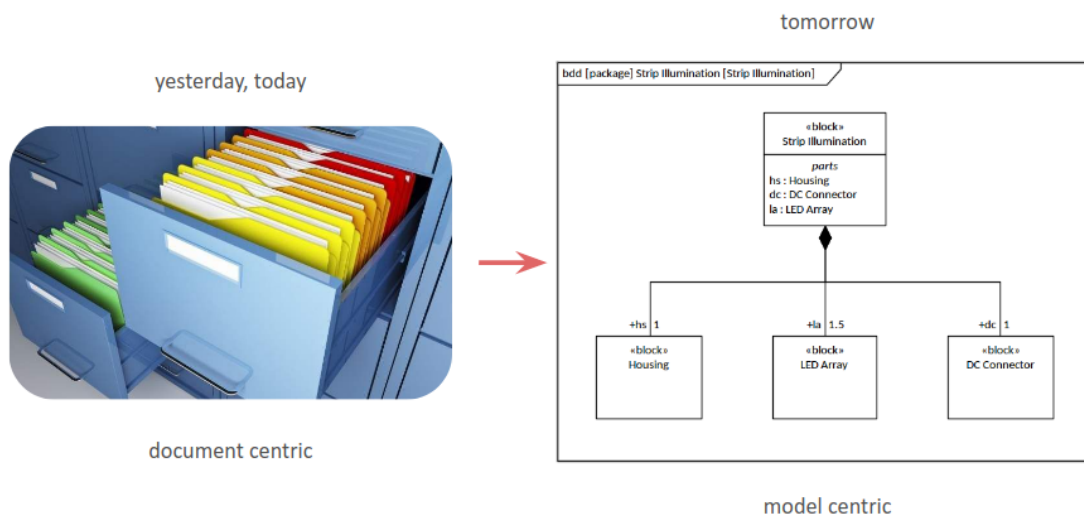 yesterday, today
document centric
tomorrow
bdd [package] Strip Illumination [Strip Illumination]
«block»
Strip Illumination
parts
hs : Housing
dc : DC Connector
la : LED Array
+hs 1
+la 1.5
+dc 1
«block»
Housing
«block»
LED Array
«block»
DC Connector
model centric